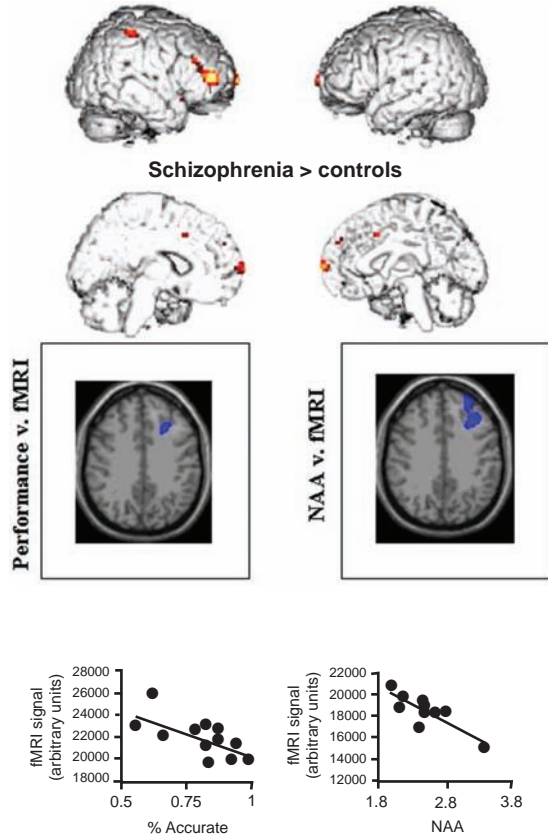 Schizophrenia > controls
Performance v. fMRI
NAA v. fMRI
fMRI signal
(arbitrary units)
28000
26000
24000
22000
20000
18000
0.5 0.75 1
% Accurate
fMRI signal
(arbitrary units)
22000
20000
18000
16000
14000
12000
1.8 2.8 3.8
NAA